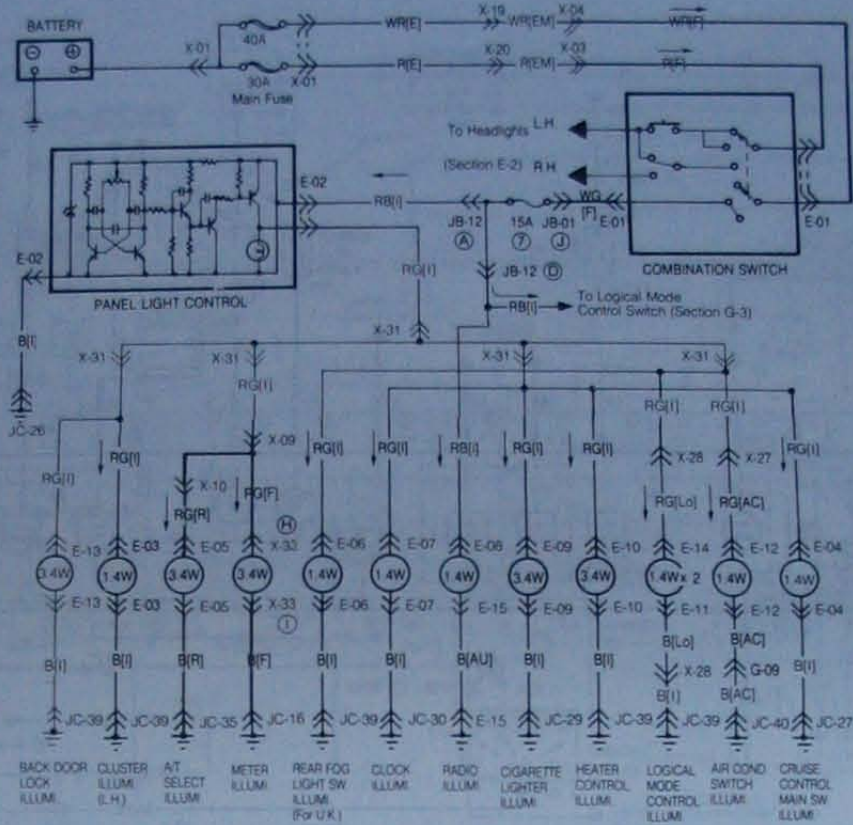 BATTERY
X-01
40A
30A
X-01
Main Fuse
WR[E]
X-19
WR[EM]
X-04
WR[F]
R[E]
X-20
R[EM]
X-03
R[F]
To Headlights L.H
(Section E-2) R.H
E-02
RB[I]
JB-12
A
15A
7
JB-01
J
WG
[F]
E-01
E-01
COMBINATION SWITCH
E-02
PANEL LIGHT CONTROL
RG[I]
JB-12 D
RB[I]
To Logical Mode
Control Switch (Section G-3)
B[I]
JC-26
X-31
X-31
X-31
X-31
X-31
RG[I]
RG[I]
RG[I]
X-09
RG[I]
RG[I]
X-10
RG[F]
RG[R]
RG[I]
RG[I]
RB[I]
RG[I]
RG[I]
X-28
X-27
RG[I]
RG[Lo]
RG[AC]
H
E-13
E-03
E-05
X-33
E-06
E-07
E-08
E-09
E-10
E-14
E-12
E-04
3.4W
1.4W
3.4W
3.4W
1.4W
1.4W
1.4W
3.4W
3.4W
1.4W x 2
1.4W
1.4W
E-13
E-03
E-05
X-33
E-06
E-07
E-15
E-09
E-10
E-11
E-12
E-04
I
B[I]
B[I]
B[R]
B[F]
B[I]
B[I]
B[AU]
B[I]
B[I]
B[Lo]
B[AC]
B[I]
X-28
G-09
B[I]
B[AC]
JC-39
JC-39
JC-35
JC-16
JC-39
JC-30
E-15
JC-29
JC-39
JC-39
JC-40
JC-27
BACK DOOR
LOCK
ILLUMI.
CLUSTER
ILLUMI
(L.H.)
A/T
SELECT
ILLUMI
METER
ILLUMI
REAR FOG
LIGHT SW.
ILLUMI
(For U.K.)
CLOCK
ILLUMI
RADIO
ILLUMI
CIGARETTE
LIGHTER
ILLUMI
HEATER
CONTROL
ILLUMI
LOGICAL
MODE
CONTROL
ILLUMI
AIR COND
SWITCH
ILLUMI
CRUISE
CONTROL
MAIN SW
ILLUMI